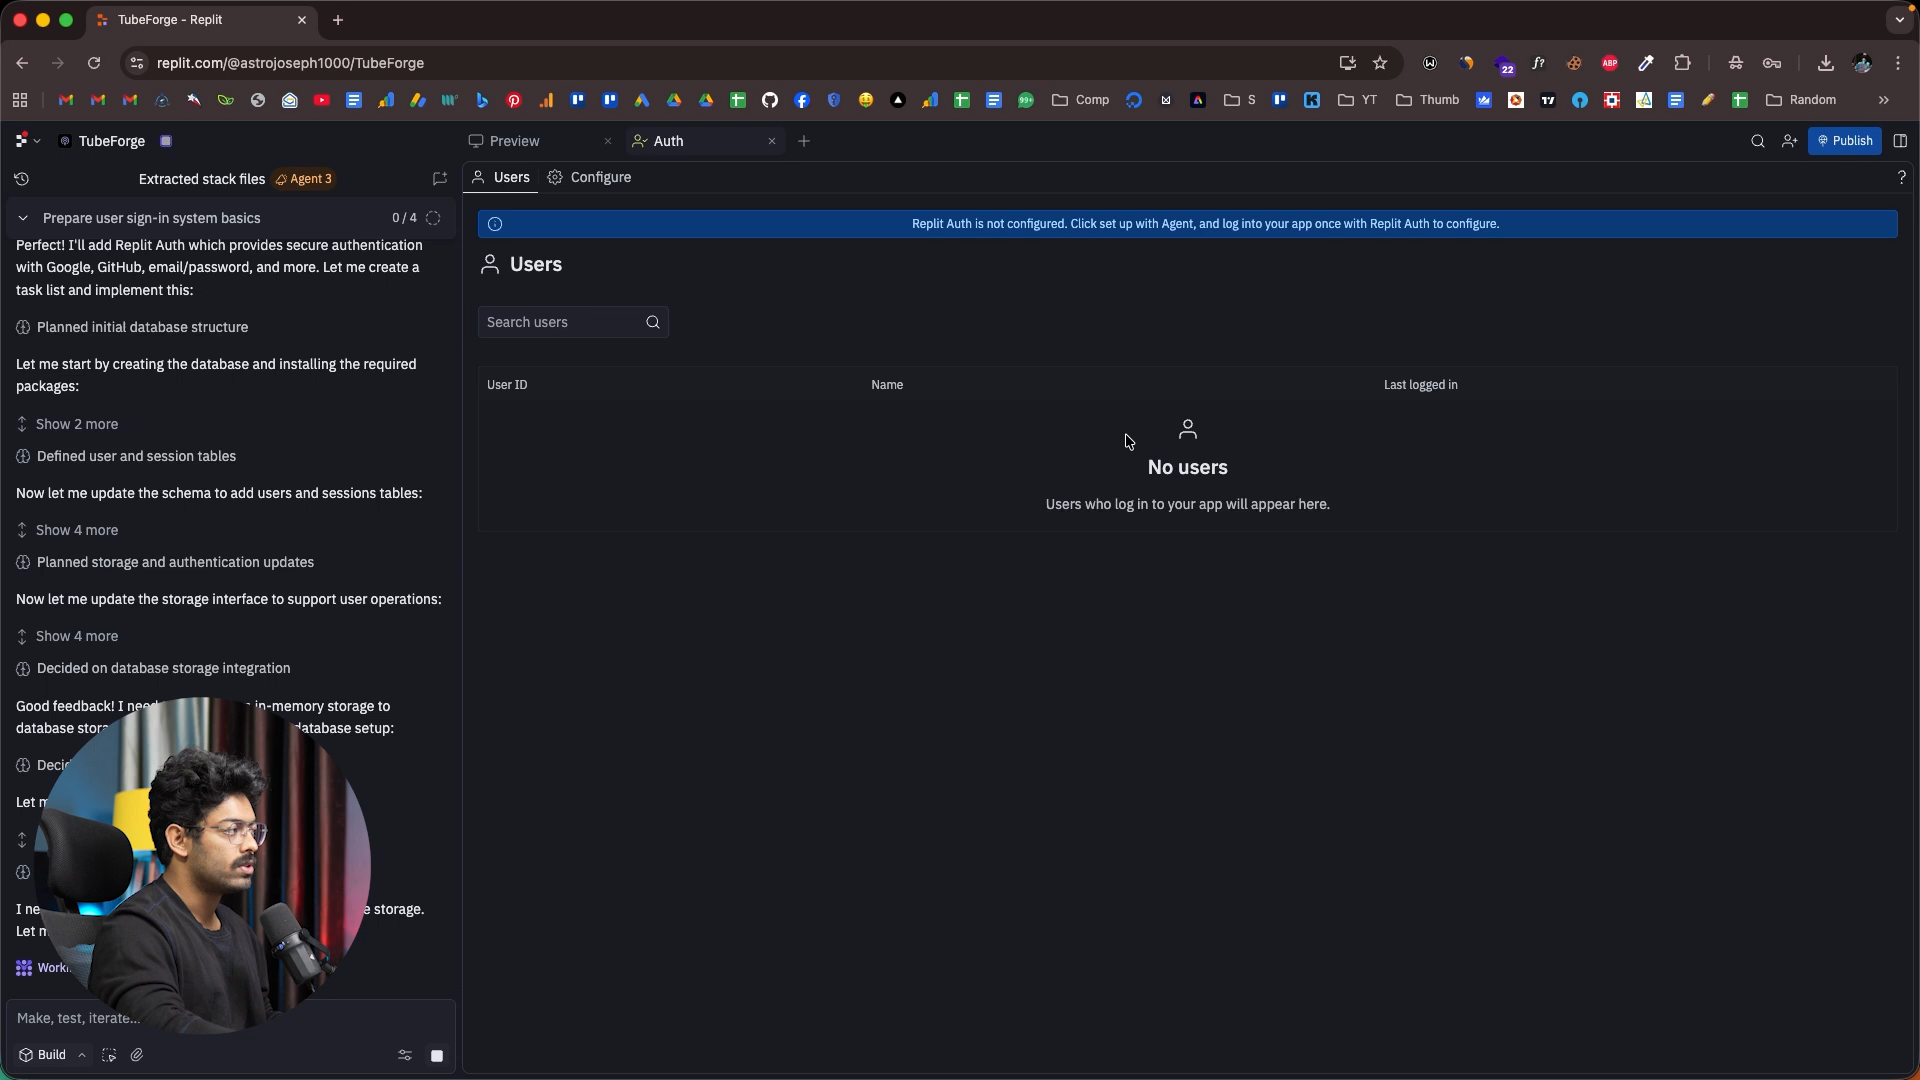 TubeForge - Replit
replit.com/@astrojoseph1000/TubeForge
22
ABP
99+
Comp
S
YT
Thumb
Random
TubeForge
Preview
Auth
Publish
Extracted stack files
Agent 3
Users
Configure
Prepare user sign-in system basics
0 / 4
Replit Auth is not configured. Click set up with Agent, and log into your app once with Replit Auth to configure.
Perfect! I'll add Replit Auth which provides secure authentication
with Google, GitHub, email/password, and more. Let me create a
task list and implement this:
Planned initial database structure
Let me start by creating the database and installing the required
packages:
Show 2 more
Defined user and session tables
Now let me update the schema to add users and sessions tables:
Show 4 more
Planned storage and authentication updates
Now let me update the storage interface to support user operations:
Show 4 more
Decided on database storage integration
Good feedback! I need in-memory storage to
database database setup:
Let
I
storage.
Let
Make, test, iterate...
Build
Users
Search users
User ID
Name
Last logged in
No users
Users who log in to your app will appear here.